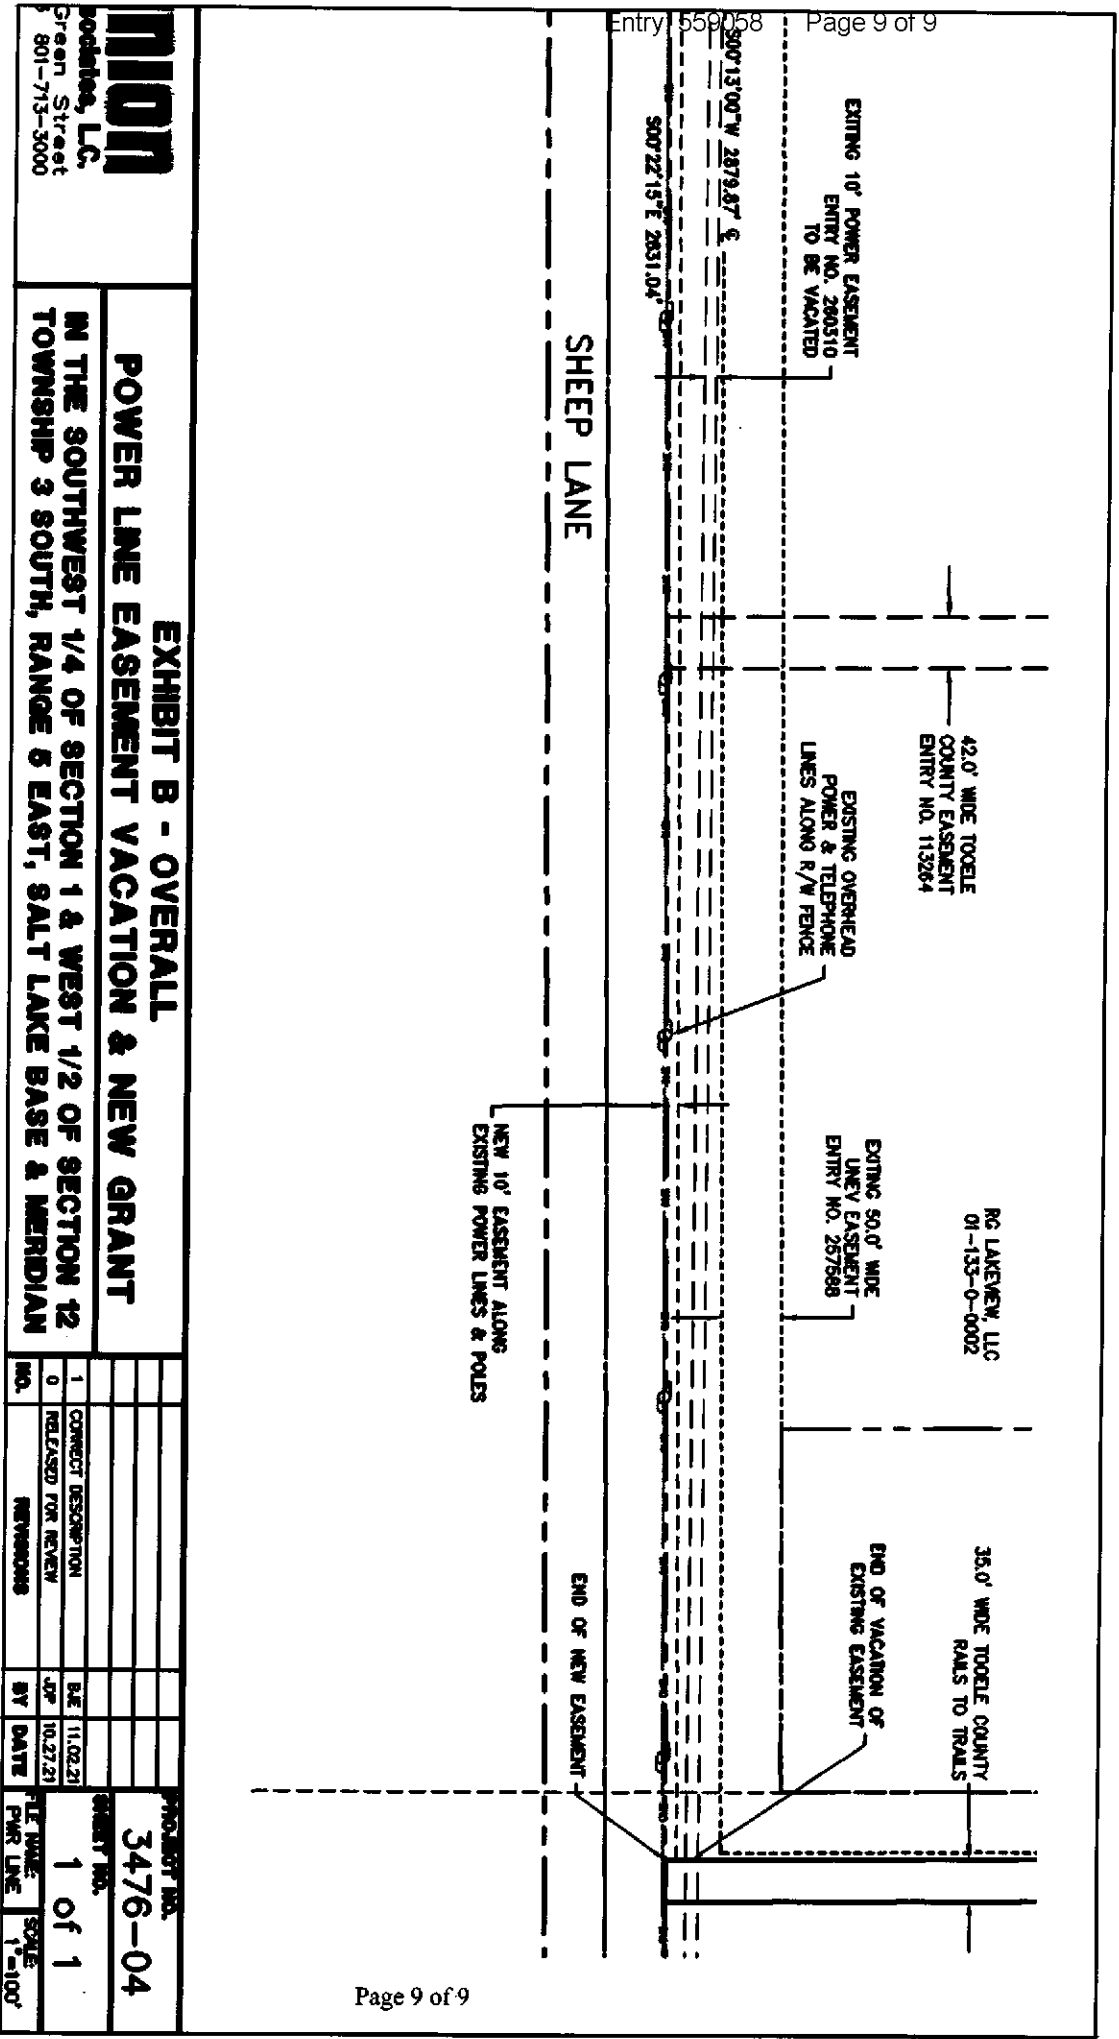 Entry 559058 Page 9 of 9
S00°13'00"W 2879.87' ℄
S00°22'15"E 2631.04'
EXITING 10' POWER EASEMENT
ENTRY NO. 260310
TO BE VACATED
SHEEP LANE
42.0' WIDE TOOELE
COUNTY EASEMENT
ENTRY NO. 113264
EXISTING OVERHEAD
POWER & TELEPHONE
LINES ALONG R/W FENCE
NEW 10' EASEMENT ALONG
EXISTING POWER LINES & POLES
EXITING 50.0' WIDE
UNEV EASEMENT
ENTRY NO. 257588
RG LAKEVIEW, LLC
01-133-0-0002
35.0' WIDE TOOELE COUNTY
RAILS TO TRAILS
END OF VACATION OF
EXISTING EASEMENT
END OF NEW EASEMENT
Green Street
801-713-3000
EXHIBIT B - OVERALL
POWER LINE EASEMENT VACATION & NEW GRANT
IN THE SOUTHWEST 1/4 OF SECTION 1 & WEST 1/2 OF SECTION 12
TOWNSHIP 3 SOUTH, RANGE 5 EAST, SALT LAKE BASE & MERIDIAN
1 CORRECT DESCRIPTION BJE 11.02.21
0 RELEASED FOR REVIEW JDP 10.27.21
NO. REVISIONS BY DATE
PROJECT NO.
3476-04
SHEET NO.
1 of 1
FILE NAME: PWR LINE
SCALE: 1"=100'
Page 9 of 9